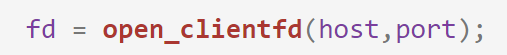 fd = open_clientfd(host,port);